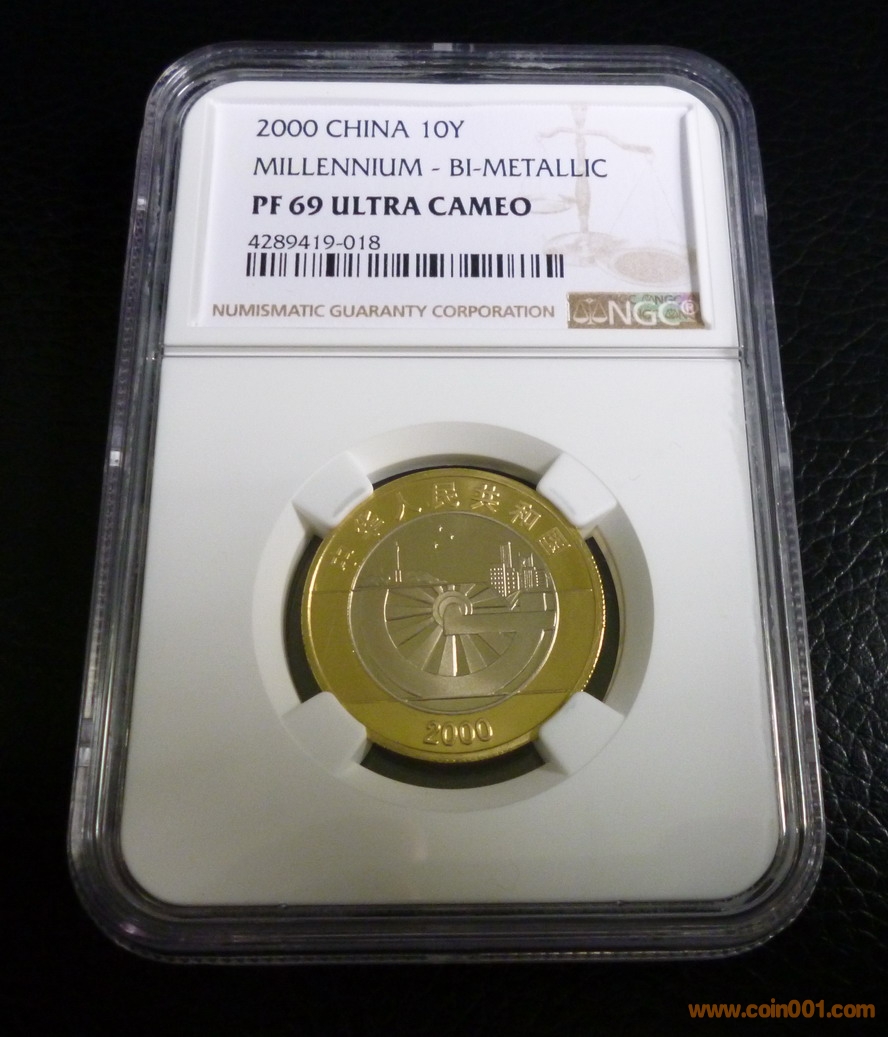 2000 CHINA 10Y
MILLENNIUM - BI-METALLIC
PF 69 ULTRA CAMEO
4289419-018
NUMISMATIC GUARANTY CORPORATION
NGC®
中华人民共和国
2000
www.coin001.com